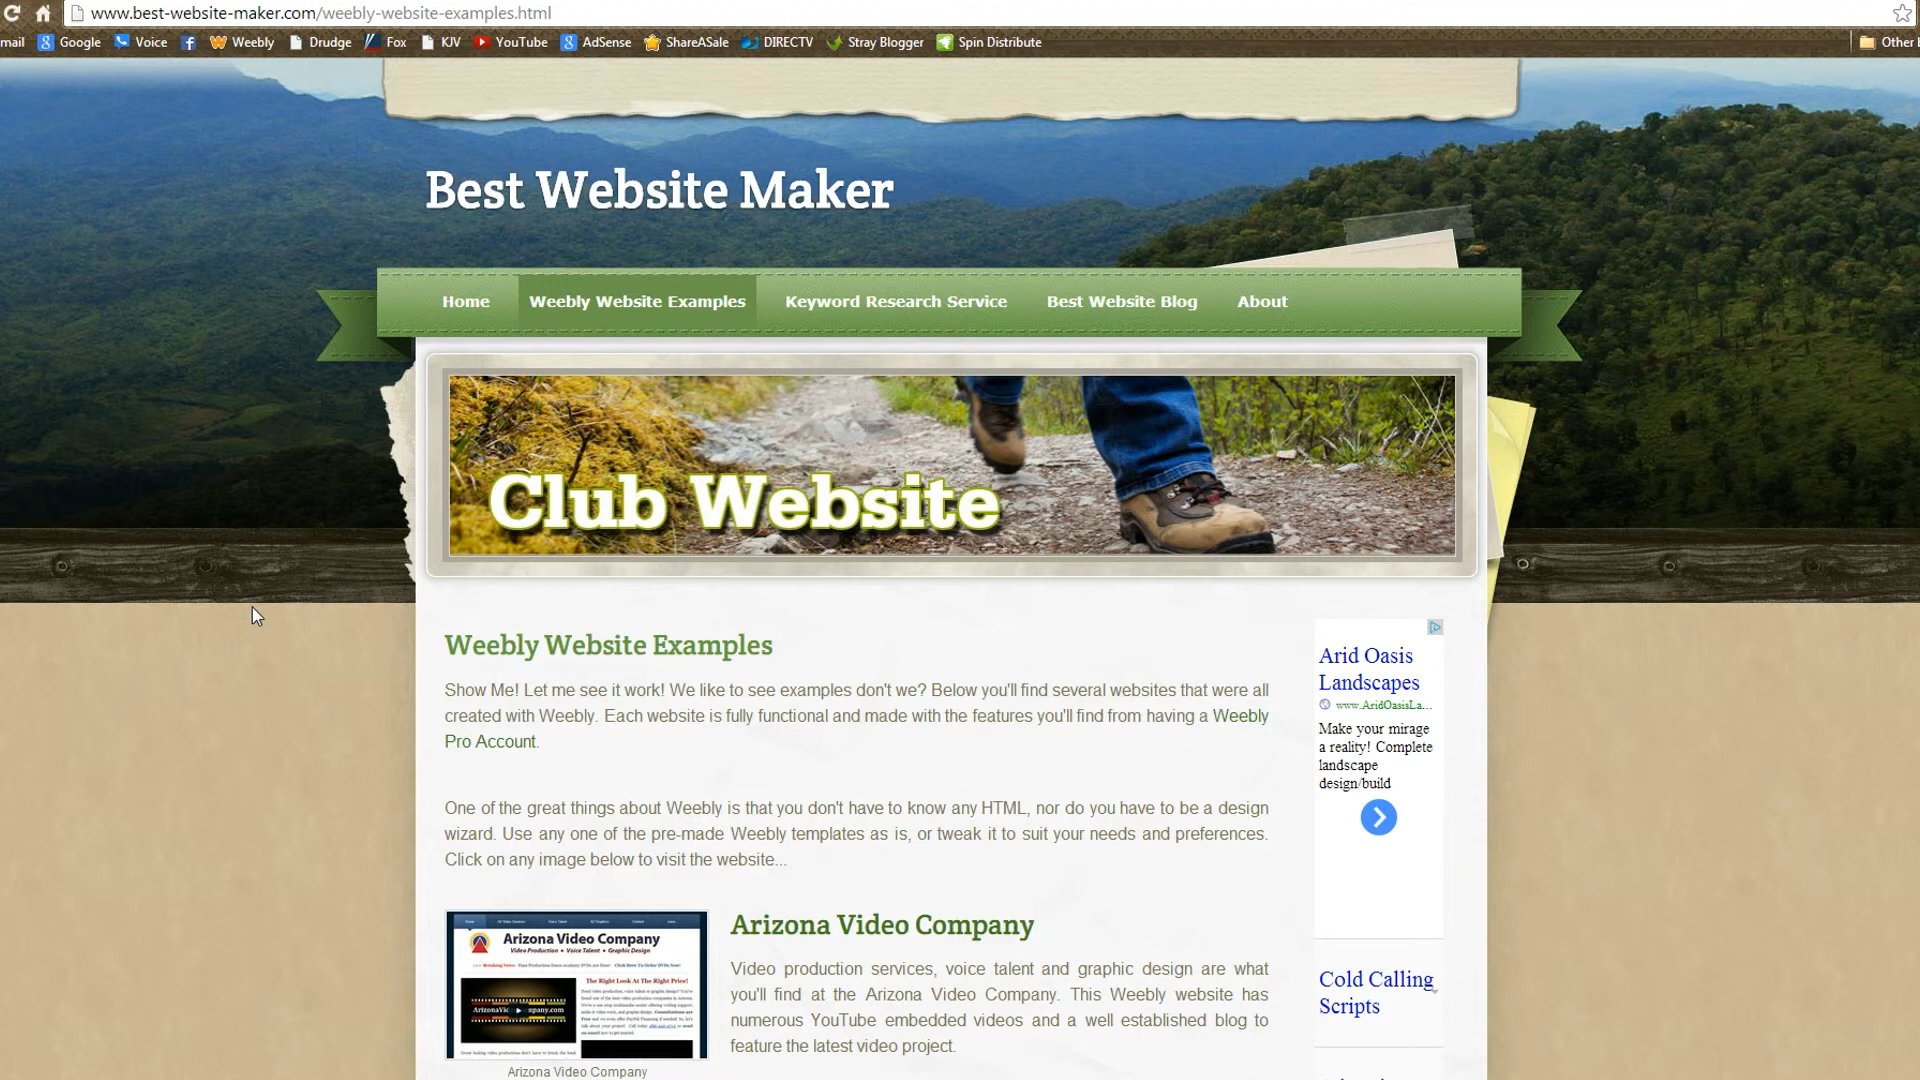 www.best-website-maker.com/weebly-website-examples.html
mail Google Voice Weebly Drudge Fox KJV YouTube AdSense ShareASale DIRECTV Stray Blogger Spin Distribute Other
Best Website Maker
Home Weebly Website Examples Keyword Research Service Best Website Blog About
Club Website
Weebly Website Examples
Show Me! Let me see it work! We like to see examples don't we? Below you'll find several websites that were all
created with Weebly. Each website is fully functional and made with the features you'll find from having a Weebly
Pro Account.
One of the great things about Weebly is that you don't have to know any HTML, nor do you have to be a design
wizard. Use any one of the pre-made Weebly templates as is, or tweak it to suit your needs and preferences.
Click on any image below to visit the website...
Arizona Video Company
Video Production • Voice Talent • Graphic Design
The Right Look At The Right Price!
Arizona Video Company
Arizona Video Company
Video production services, voice talent and graphic design are what
you'll find at the Arizona Video Company. This Weebly website has
numerous YouTube embedded videos and a well established blog to
feature the latest video project.
Arid Oasis
Landscapes
www.AridOasisLa...
Make your mirage
a reality! Complete
landscape
design/build
Cold Calling
Scripts